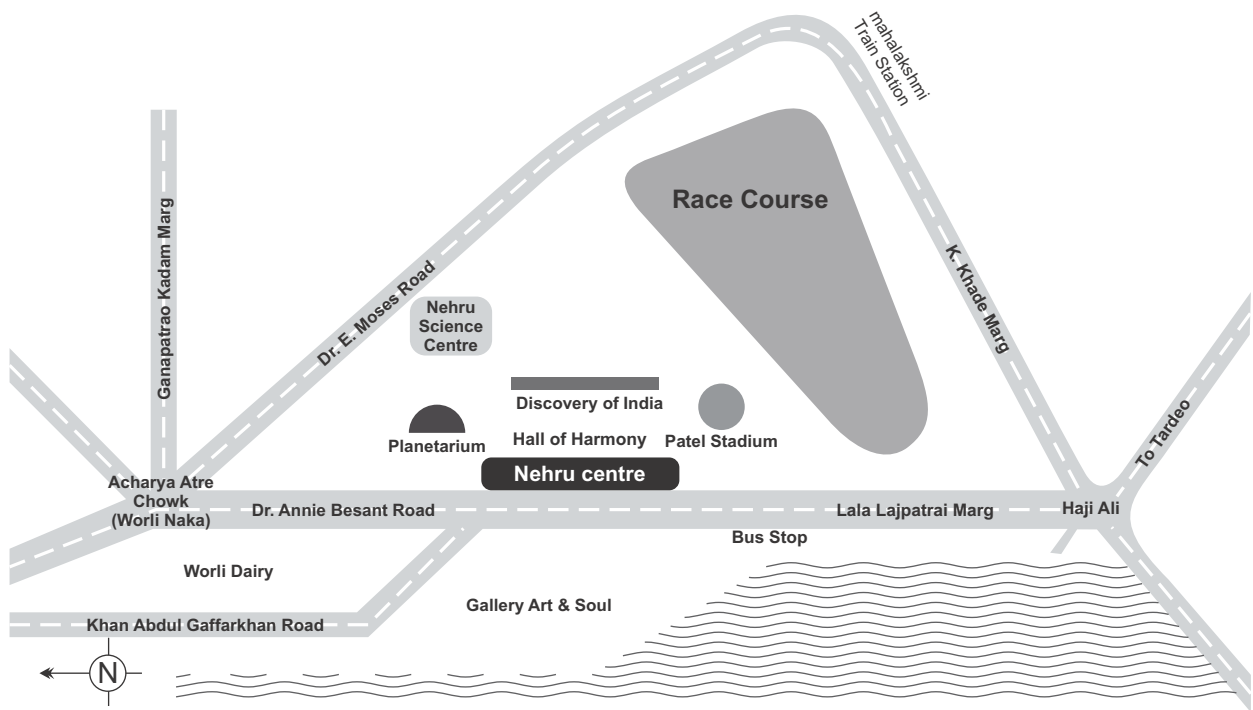 mahalakshmi
Train Station
Race Course
Ganapatrao Kadam Marg
Dr. E. Moses Road
K. Khade Marg
Nehru
Science
Centre
Discovery of India
Planetarium
Hall of Harmony
Patel Stadium
To Tardeo
Nehru centre
Acharya Atre
Chowk
(Worli Naka)
Dr. Annie Besant Road
Lala Lajpatrai Marg
Haji Ali
Bus Stop
Worli Dairy
Gallery Art & Soul
Khan Abdul Gaffarkhan Road
N